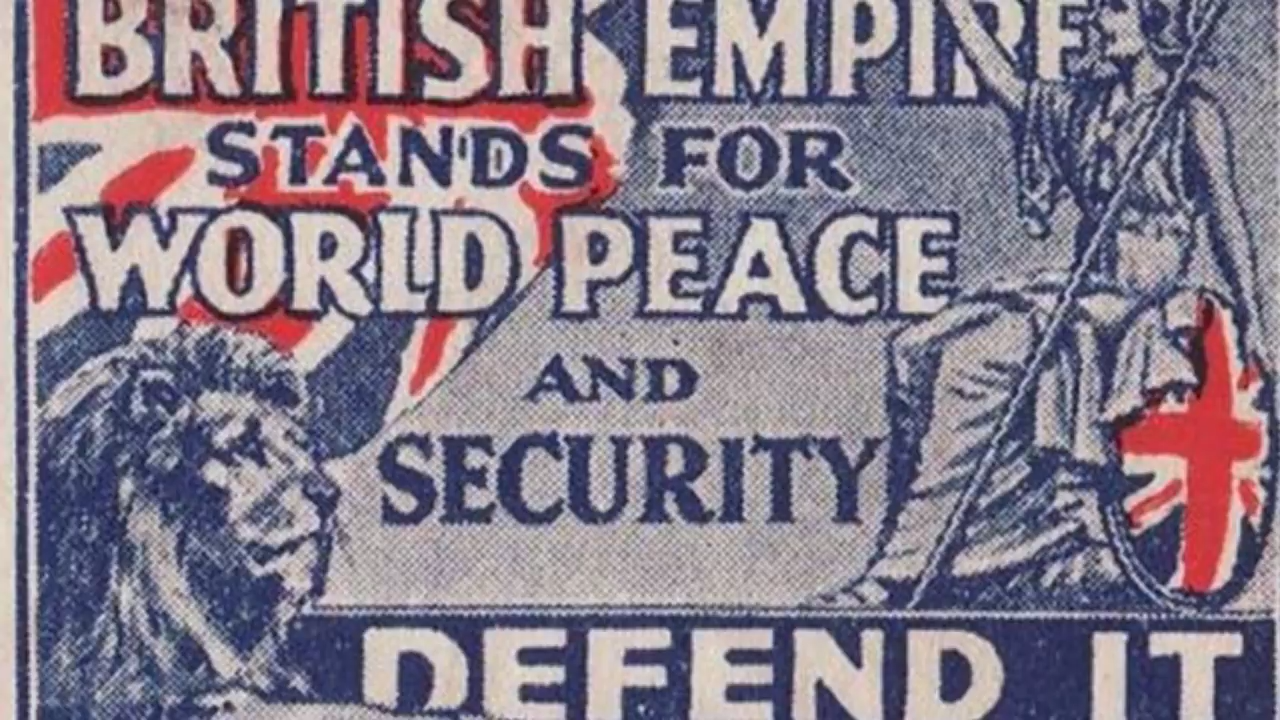 BRITISH EMPIRE
STANDS FOR
WORLD PEACE
AND
SECURITY
DEFEND IT